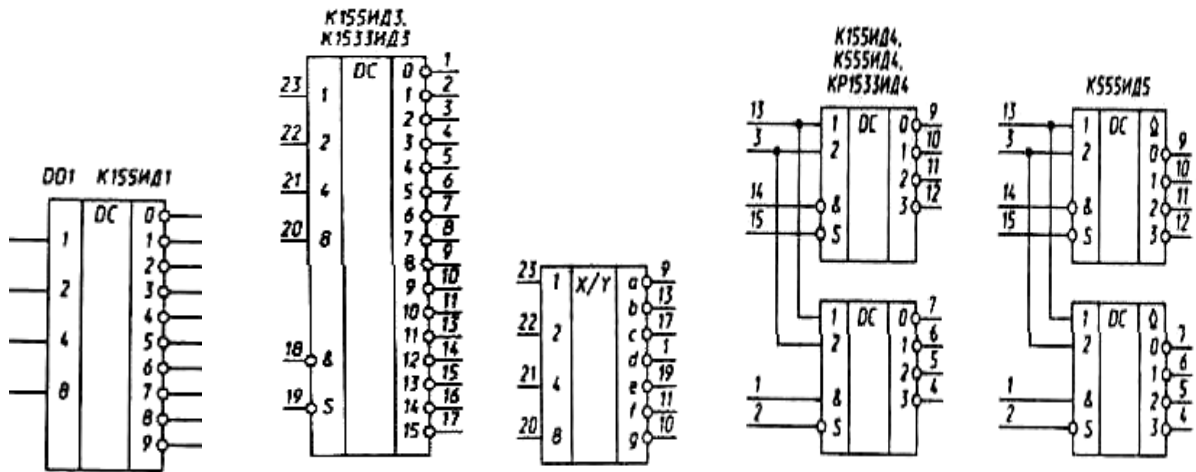 DD1 К155ИД1
DC
1
2
4
8
0
1
2
3
4
5
6
7
8
9
К155ИД3,
К1533ИД3
DC
23 1
22 2
21 4
20 8
18 &
19 S
0 1
1 2
2 3
3 4
4 5
5 6
6 7
7 8
8 9
9 10
10 11
11 13
12 14
13 15
14 16
15 17
X/Y
23 1
22 2
21 4
20 8
a 9
b 13
c 17
d 1
e 19
f 11
g 10
К155ИД4,
К555ИД4,
КР1533ИД4
13 1 DC 0 9
3 2 1 10
2 11
14 & 3 12
15 S
1 DC 0 7
2 1 6
2 5
1 & 3 4
2 S
К555ИД5
13 1 DC Ω
3 2 0 9
1 10
14 & 2 11
15 S 3 12
1 DC Ω
2 0 7
1 6
1 & 2 5
2 S 3 4